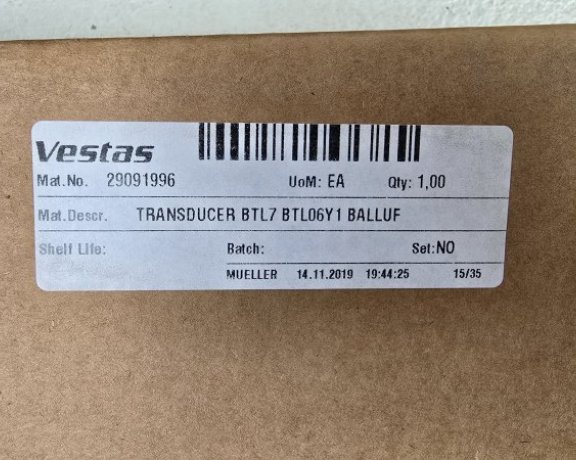 Vestas
Mat.No. 29091996 UoM: EA Qty: 1,00
Mat.Descr. TRANSDUCER BTL7 BTL06Y1 BALLUF
Shelf Life: Batch: Set:NO
MUELLER 14.11.2019 19:44:25 15/35